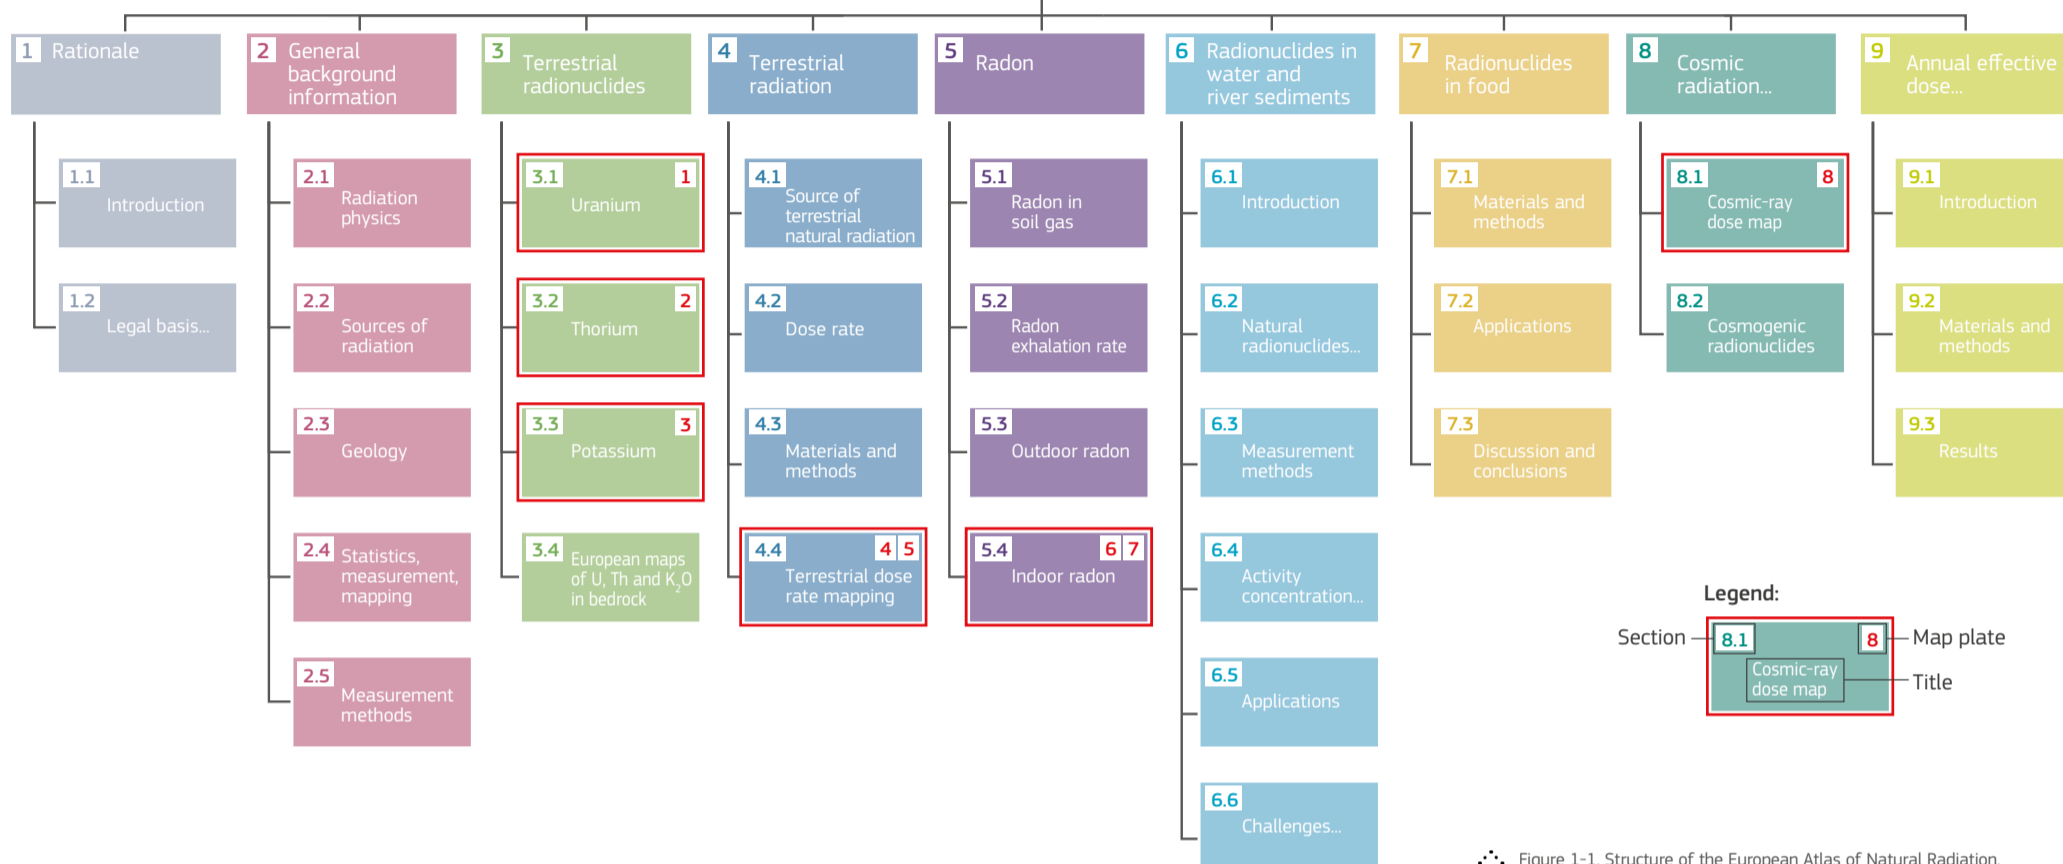 1 Rationale
1.1
Introduction
1.2
Legal basis...
2 General
background
information
2.1
Radiation
physics
2.2
Sources of
radiation
2.3
Geology
2.4
Statistics,
measurement,
mapping
2.5
Measurement
methods
3
Terrestrial
radionuclides
3.1 1
Uranium
3.2 2
Thorium
3.3 3
Potassium
3.4
European maps
of U, Th and K₂O
in bedrock
4
Terrestrial
radiation
4.1
Source of
terrestrial
natural radiation
4.2
Dose rate
4.3
Materials and
methods
4.4 4 5
Terrestrial dose
rate mapping
5
Radon
5.1
Radon in
soil gas
5.2
Radon
exhalation rate
5.3
Outdoor radon
5.4 6 7
Indoor radon
6 Radionuclides in
water and
river sediments
6.1
Introduction
6.2
Natural
radionuclides...
6.3
Measurement
methods
6.4
Activity
concentration...
6.5
Applications
6.6
Challenges...
7
Radionuclides
in food
7.1
Materials and
methods
7.2
Applications
7.3
Discussion and
conclusions
8
Cosmic
radiation...
8.1 8
Cosmic-ray
dose map
8.2
Cosmogenic
radionuclides
9
Annual effective
dose...
9.1
Introduction
9.2
Materials and
methods
9.3
Results
Legend:
Section 8.1 8 Map plate
Cosmic-ray
dose map
Title
Figure 1-1. Structure of the European Atlas of Natural Radiation.